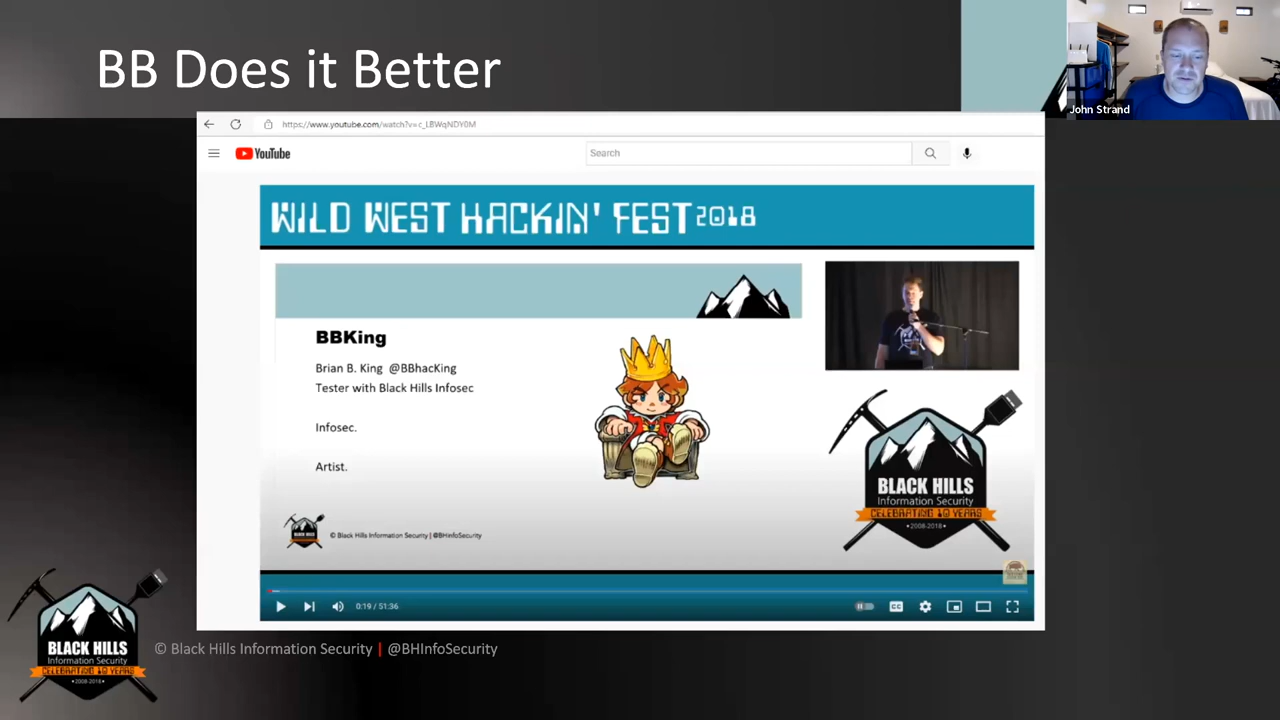 BB Does it Better
John Strand
https://www.youtube.com/watch?v=c_LBWqNDY0M
YouTube
Search
WILD WEST HACKIN' FEST 2018
BBKing
Brian B. King @BBhacKing
Tester with Black Hills Infosec
Infosec.
Artist.
BLACK HILLS
Information Security
CELEBRATING 10 YEARS
•2008-2018•
© Black Hills Information Security | @BHInfoSecurity
0:19 / 51:36
CC
BLACK HILLS
Information Security
CELEBRATING 10 YEARS
•2008-2018•
© Black Hills Information Security | @BHInfoSecurity